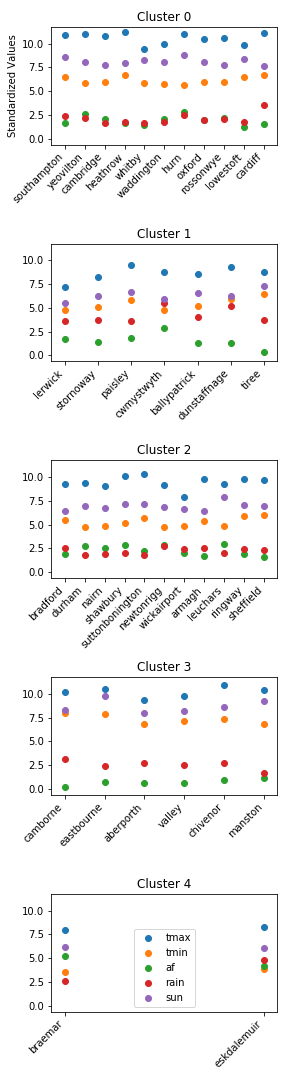 Cluster 0
Standardized Values
10.0
7.5
5.0
2.5
0.0
southampton
yeovilton
cambridge
heathrow
whitby
waddington
hurn
oxford
rossonwye
lowestoft
cardiff
Cluster 1
10.0
7.5
5.0
2.5
0.0
lerwick
stornoway
paisley
cwmystwyth
ballypatrick
dunstaffnage
tiree
Cluster 2
10.0
7.5
5.0
2.5
0.0
bradford
durham
nairn
shawbury
suttonbonington
newtonrigg
wickairport
armagh
leuchars
ringway
sheffield
Cluster 3
10.0
7.5
5.0
2.5
0.0
camborne
eastbourne
aberporth
valley
chivenor
manston
Cluster 4
10.0
7.5
5.0
2.5
0.0
tmax
tmin
af
rain
sun
braemar
eskdalemuir